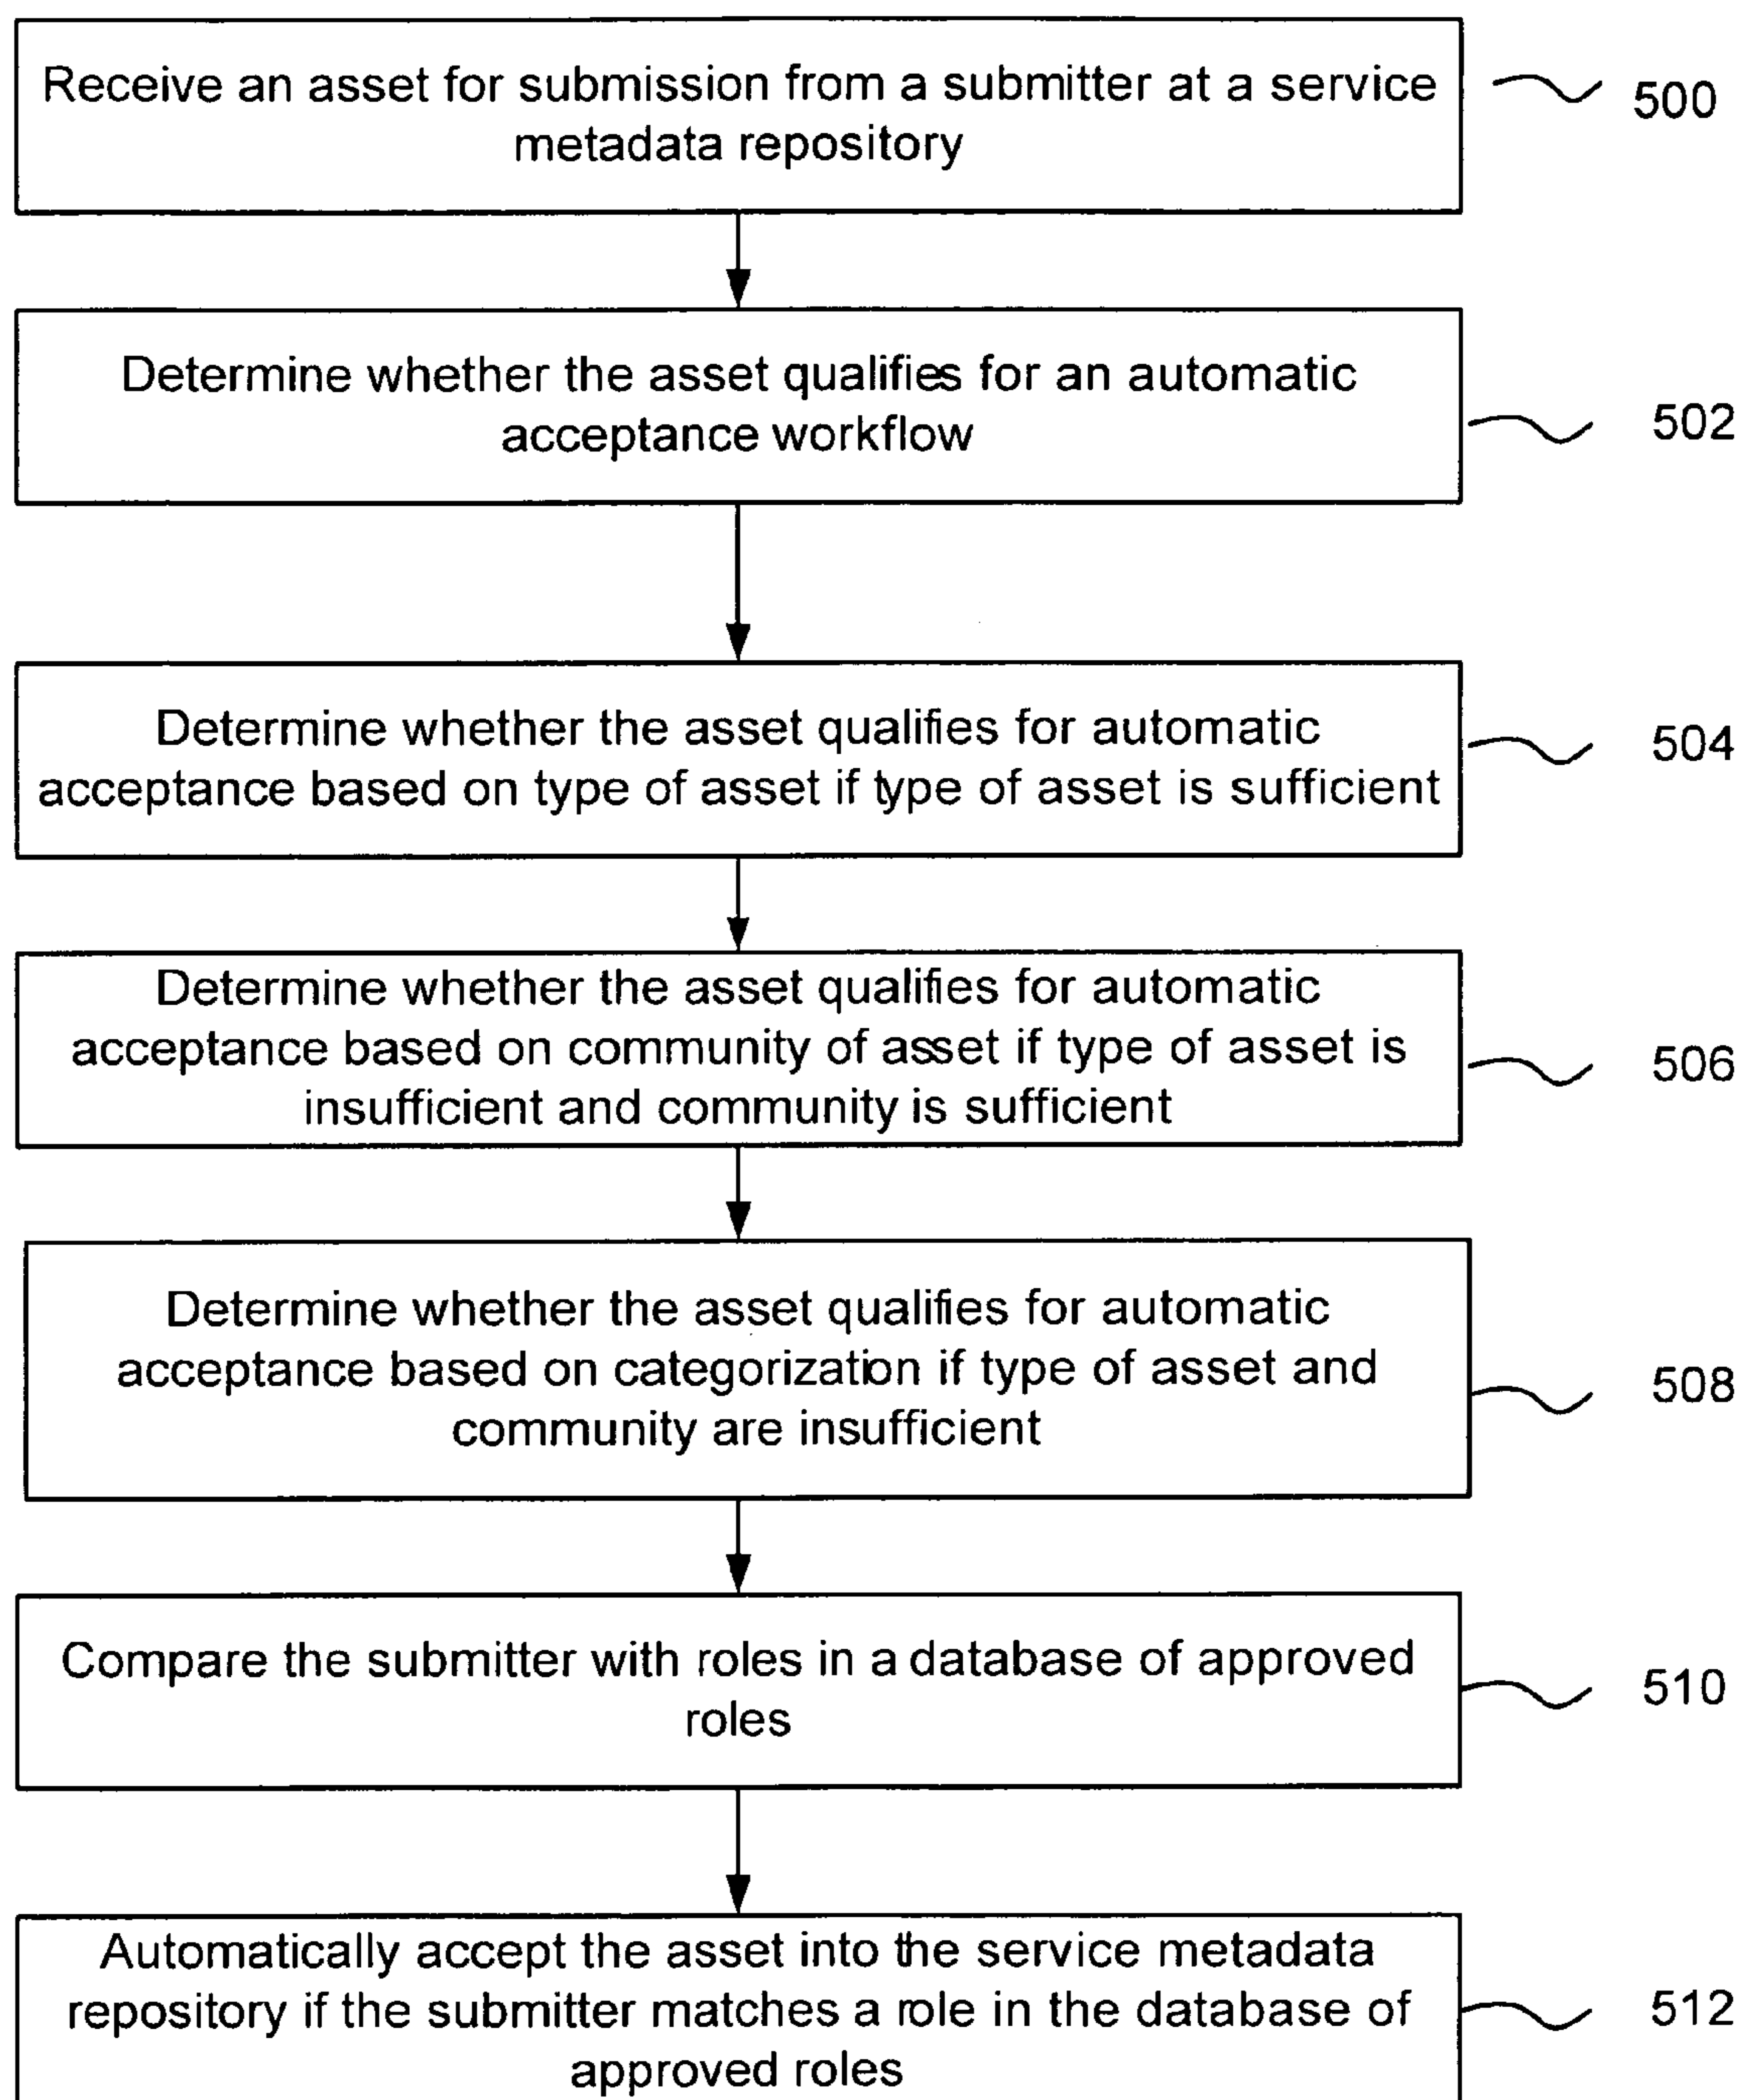 Receive an asset for submission from a submitter at a service
metadata repository
500
Determine whether the asset qualifies for an automatic
acceptance workflow
502
Determine whether the asset qualifies for automatic
acceptance based on type of asset if type of asset is sufficient
504
Determine whether the asset qualifies for automatic
acceptance based on community of asset if type of asset is
insufficient and community is sufficient
506
Determine whether the asset qualifies for automatic
acceptance based on categorization if type of asset and
community are insufficient
508
Compare the submitter with roles in a database of approved
roles
510
Automatically accept the asset into the service metadata
repository if the submitter matches a role in the database of
approved roles
512